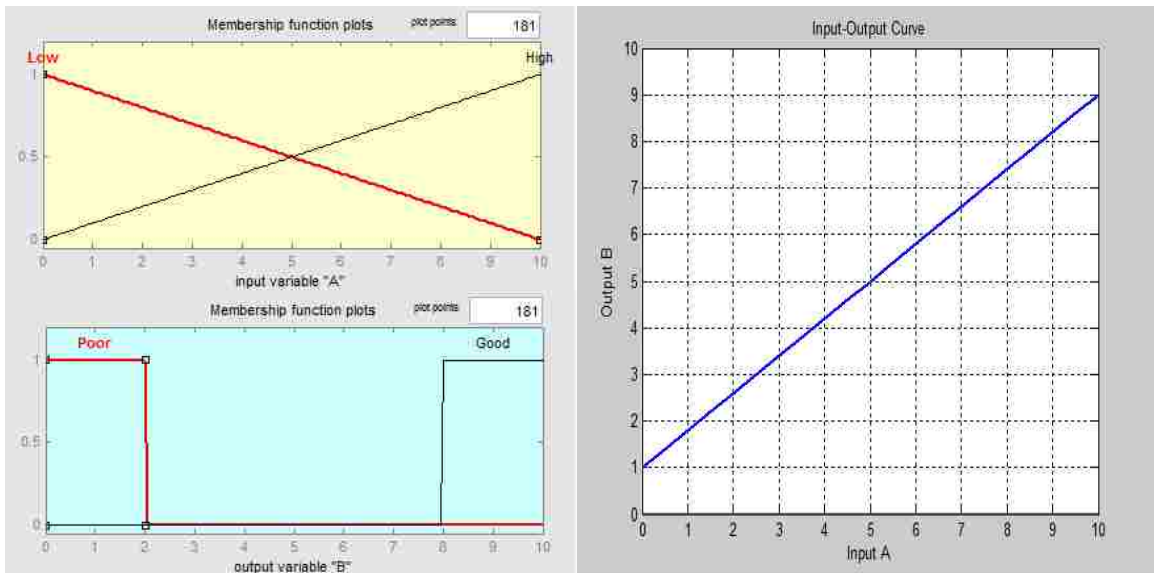 Membership function plots plot points: 181
Low High
1
0.5
0
0 1 2 3 4 5 6 7 8 9 10
input variable "A"
Membership function plots plot points: 181
Poor Good
1
0.5
0
0 1 2 3 4 5 6 7 8 9 10
output variable "B"
Input-Output Curve
10
9
8
7
6
5
4
3
2
1
0
Output B
0 1 2 3 4 5 6 7 8 9 10
Input A